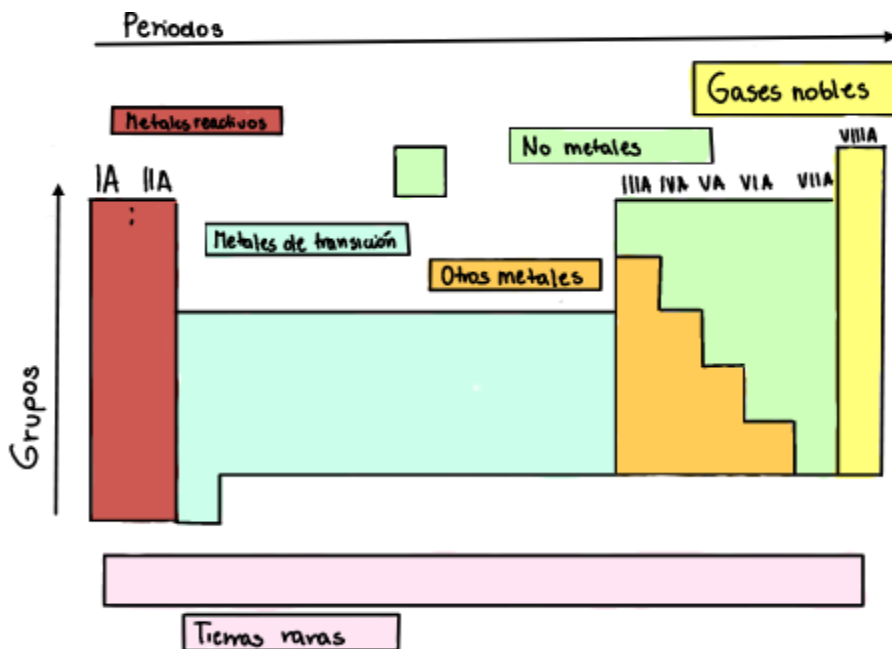 Períodos
Gases nobles
Metales reactivos
No metales
VIIIA
IA IIA
IIIA IVA VA VIA VIIA
Metales de transición
Otros metales
Grupos
Tierras raras